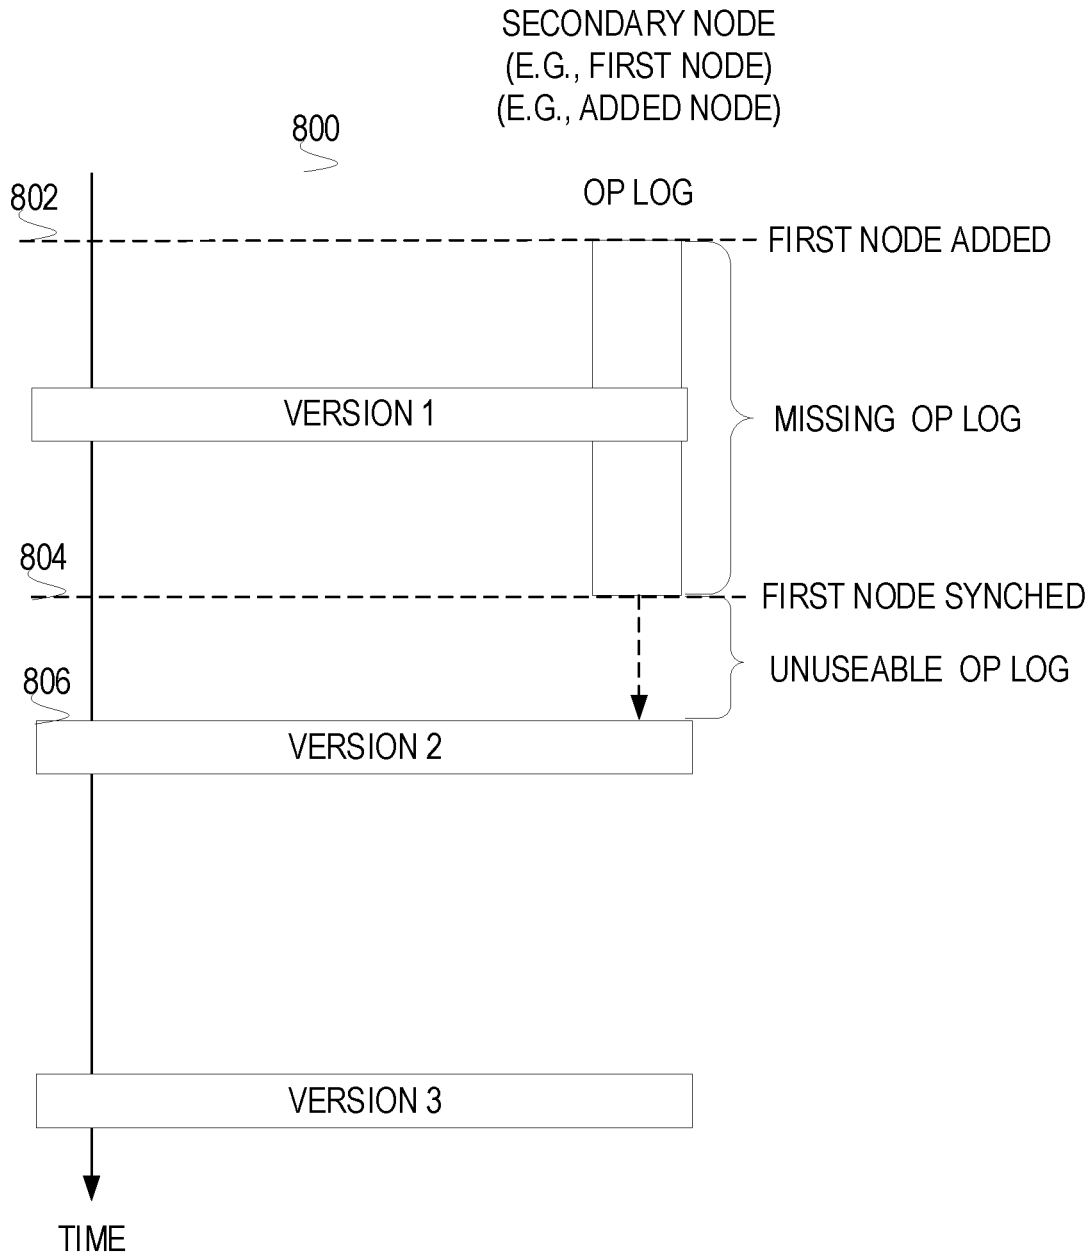 SECONDARY NODE
(E.G., FIRST NODE)
(E.G., ADDED NODE)
800
802
OP LOG
FIRST NODE ADDED
VERSION 1
MISSING OP LOG
804
FIRST NODE SYNCHED
UNUSEABLE OP LOG
806
VERSION 2
VERSION 3
TIME